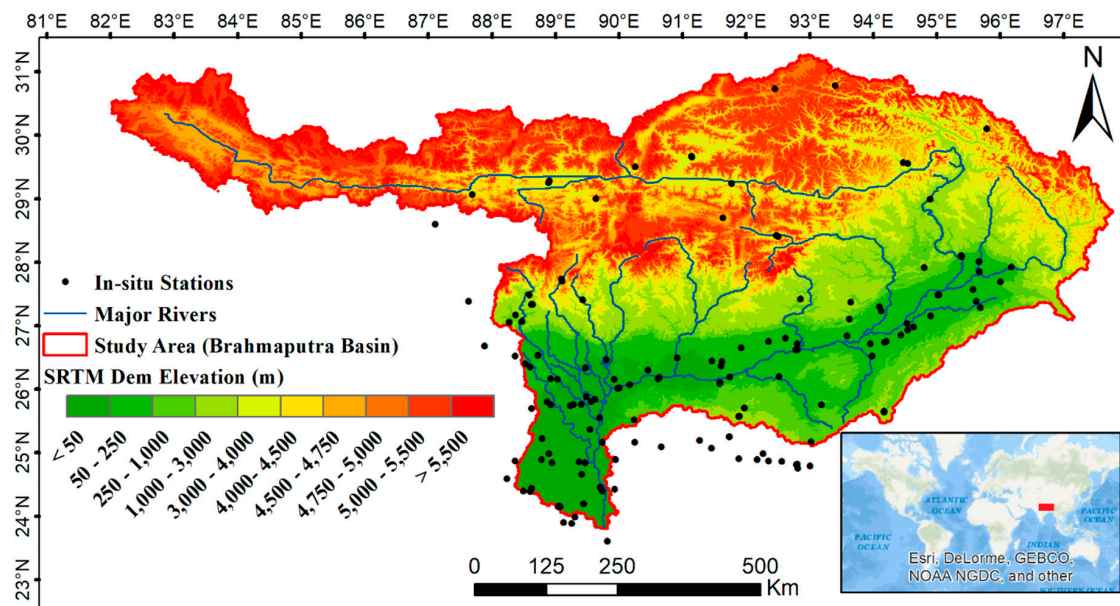 81°E 82°E 83°E 84°E 85°E 86°E 87°E 88°E 89°E 90°E 91°E 92°E 93°E 94°E 95°E 96°E 97°E
31°N
30°N
29°N
28°N
27°N
26°N
25°N
24°N
23°N
N
In-situ Stations
Major Rivers
Study Area (Brahmaputra Basin)
SRTM Dem Elevation (m)
< 50
50 - 250
250 - 1,000
1,000 - 3,000
3,000 - 4,000
4,000 - 4,500
4,500 - 4,750
4,750 - 5,000
5,000 - 5,500
> 5,500
0 125 250 500
Km
ATLANTIC
OCEAN
PACIFIC
OCEAN
PACIFIC
OCEAN
INDIAN
Esri, DeLorme, GEBCO,
NOAA NGDC, and other
SOUTHERN OCEAN